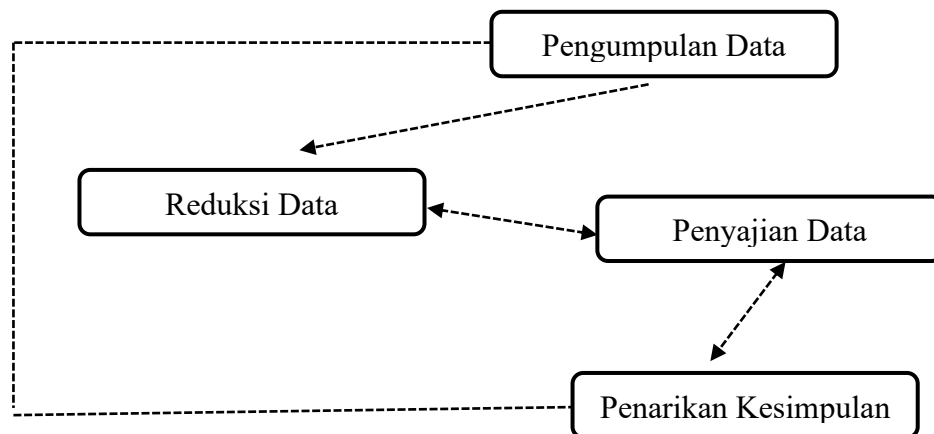 Pengumpulan Data
Reduksi Data
Penyajian Data
Penarikan Kesimpulan